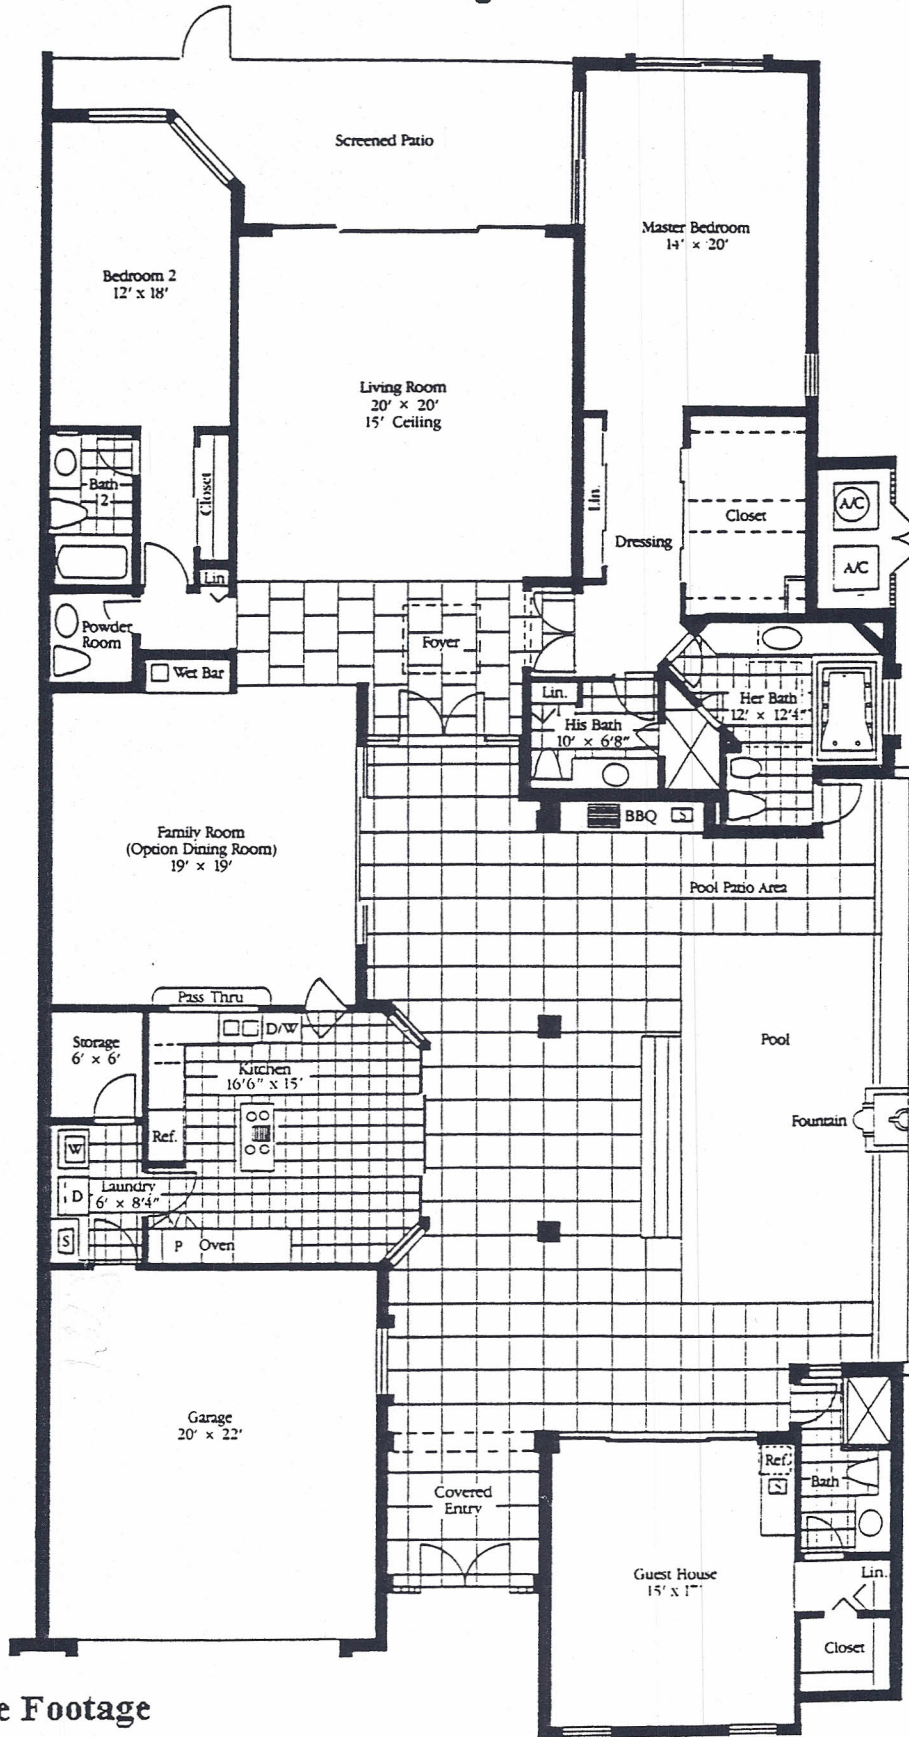 Screened Patio
Master Bedroom
14' × 20'
Bedroom 2
12' x 18'
Living Room
20' × 20'
15' Ceiling
Bath
2
Closet
Lin.
Closet
A/C
Dressing
A/C
Lin
Powder
Room
Foyer
Wet Bar
Lin.
His Bath
10' × 6'8"
Her Bath
12' × 12'4"
BBQ
S
Family Room
(Option Dining Room)
19' × 19'
Pool Patio Area
Pass Thru
D/W
Storage
6' × 6'
Kitchen
16'6" x 15'
Pool
Fountain
Ref.
W
Laundry
6' × 8'4"
D
S
P Oven
Garage
20' × 22'
Ref.
S
Bath
Covered
Entry
Guest House
15' x
Lin.
Closet
e Footage